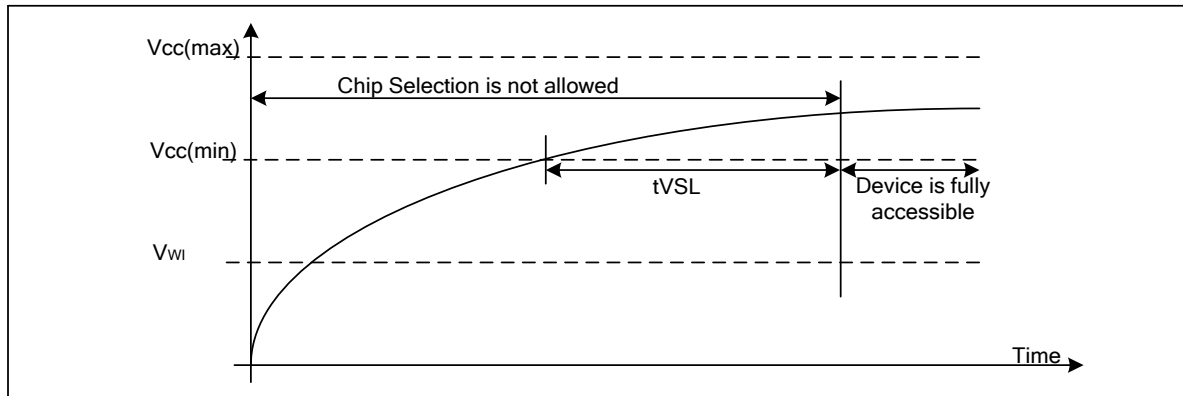 Vcc(max)
Chip Selection is not allowed
Vcc(min)
tVSL
Device is fully
accessible
VWI
Time